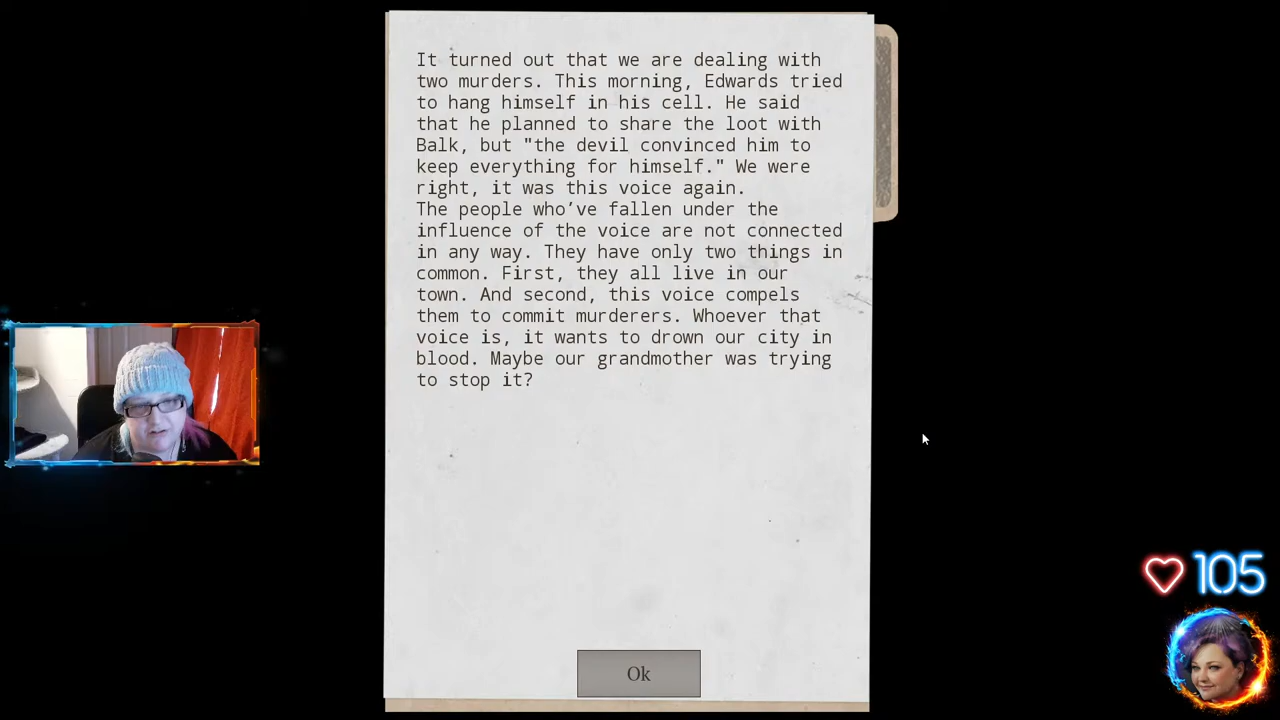 It turned out that we are dealing with
two murders. This morning, Edwards tried
to hang himself in his cell. He said
that he planned to share the loot with
Balk, but "the devil convinced him to
keep everything for himself." We were
right, it was this voice again.
The people who’ve fallen under the
influence of the voice are not connected
in any way. They have only two things in
common. First, they all live in our
town. And second, this voice compels
them to commit murderers. Whoever that
voice is, it wants to drown our city in
blood. Maybe our grandmother was trying
to stop it?
Ok
105